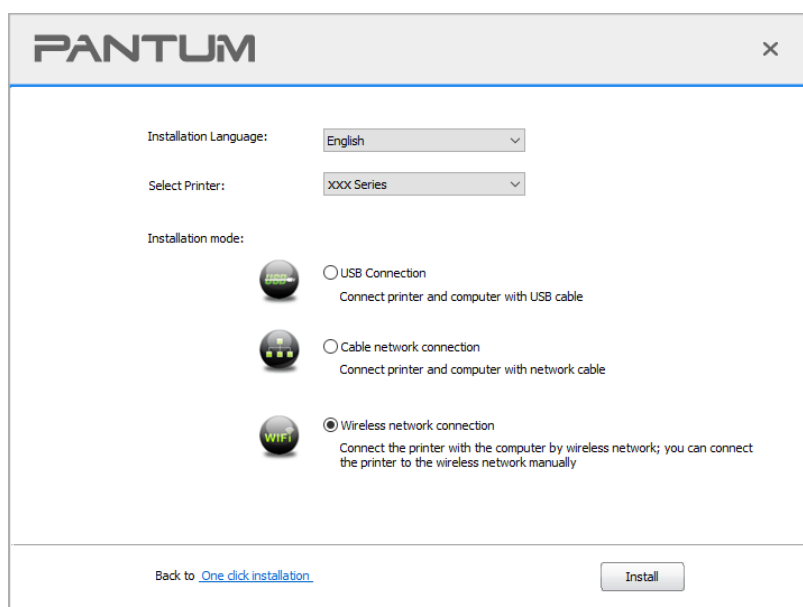 PANTUM
Installation Language:
English
Select Printer:
XXX Series
Installation mode:
USB
USB Connection
Connect printer and computer with USB cable
Cable network connection
Connect printer and computer with network cable
WiFi
Wireless network connection
Connect the printer with the computer by wireless network; you can connect
the printer to the wireless network manually
Back to One click installation
Install